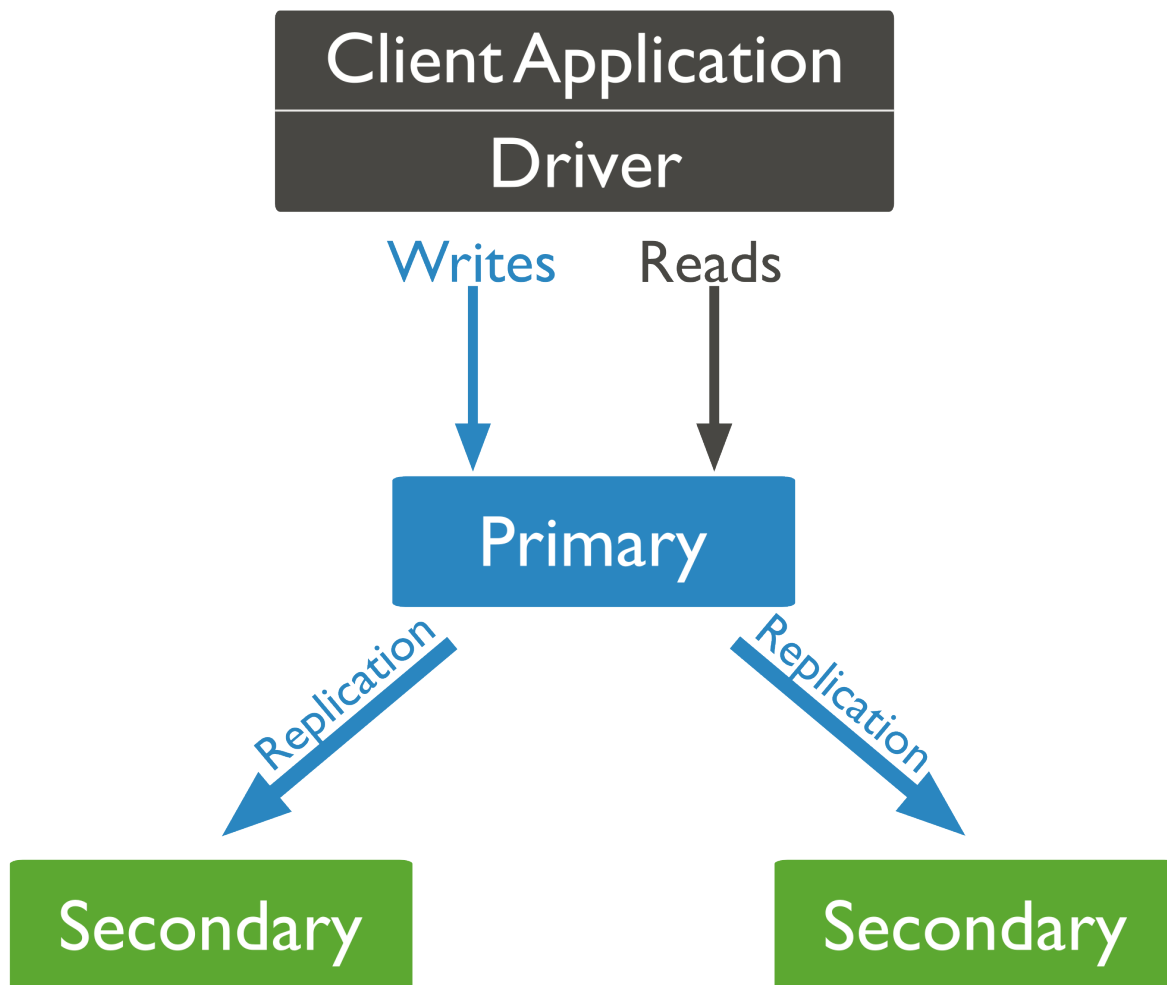 Client Application
Driver
Writes
Reads
Primary
Replication
Replication
Secondary
Secondary